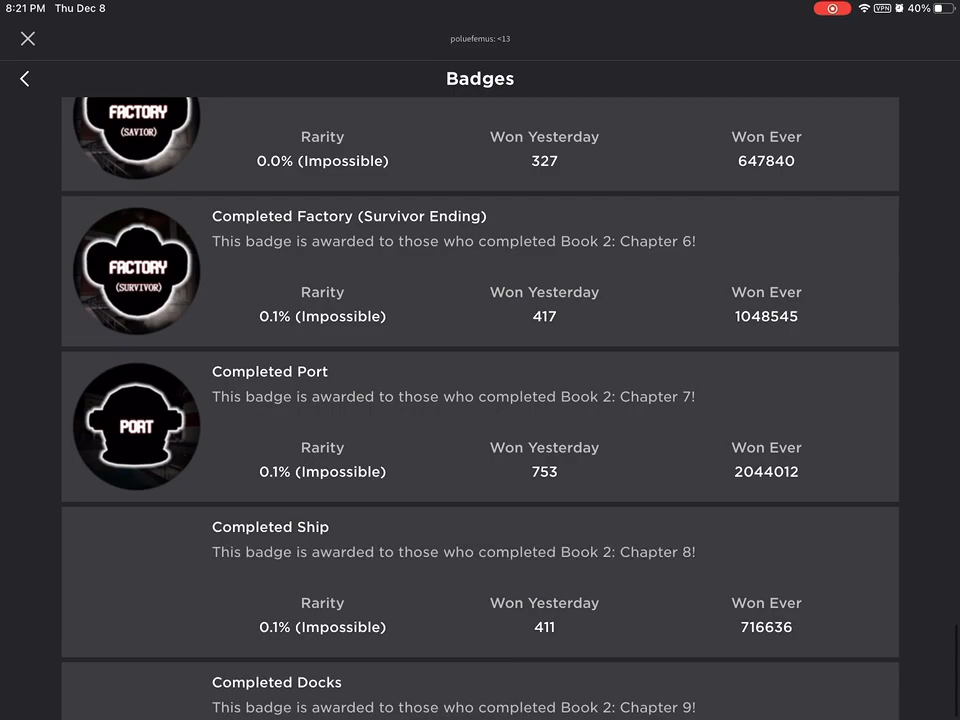 8:21 PM Thu Dec 8
VPN 40%
poluefemus: <13
Badges
FACTORY
(SAVIOR)
Rarity Won Yesterday Won Ever
0.0% (Impossible) 327 647840
Completed Factory (Survivor Ending)
This badge is awarded to those who completed Book 2: Chapter 6!
FACTORY
(SURVIVOR)
Rarity Won Yesterday Won Ever
0.1% (Impossible) 417 1048545
Completed Port
This badge is awarded to those who completed Book 2: Chapter 7!
PORT
Rarity Won Yesterday Won Ever
0.1% (Impossible) 753 2044012
Completed Ship
This badge is awarded to those who completed Book 2: Chapter 8!
Rarity Won Yesterday Won Ever
0.1% (Impossible) 411 716636
Completed Docks
This badge is awarded to those who completed Book 2: Chapter 9!